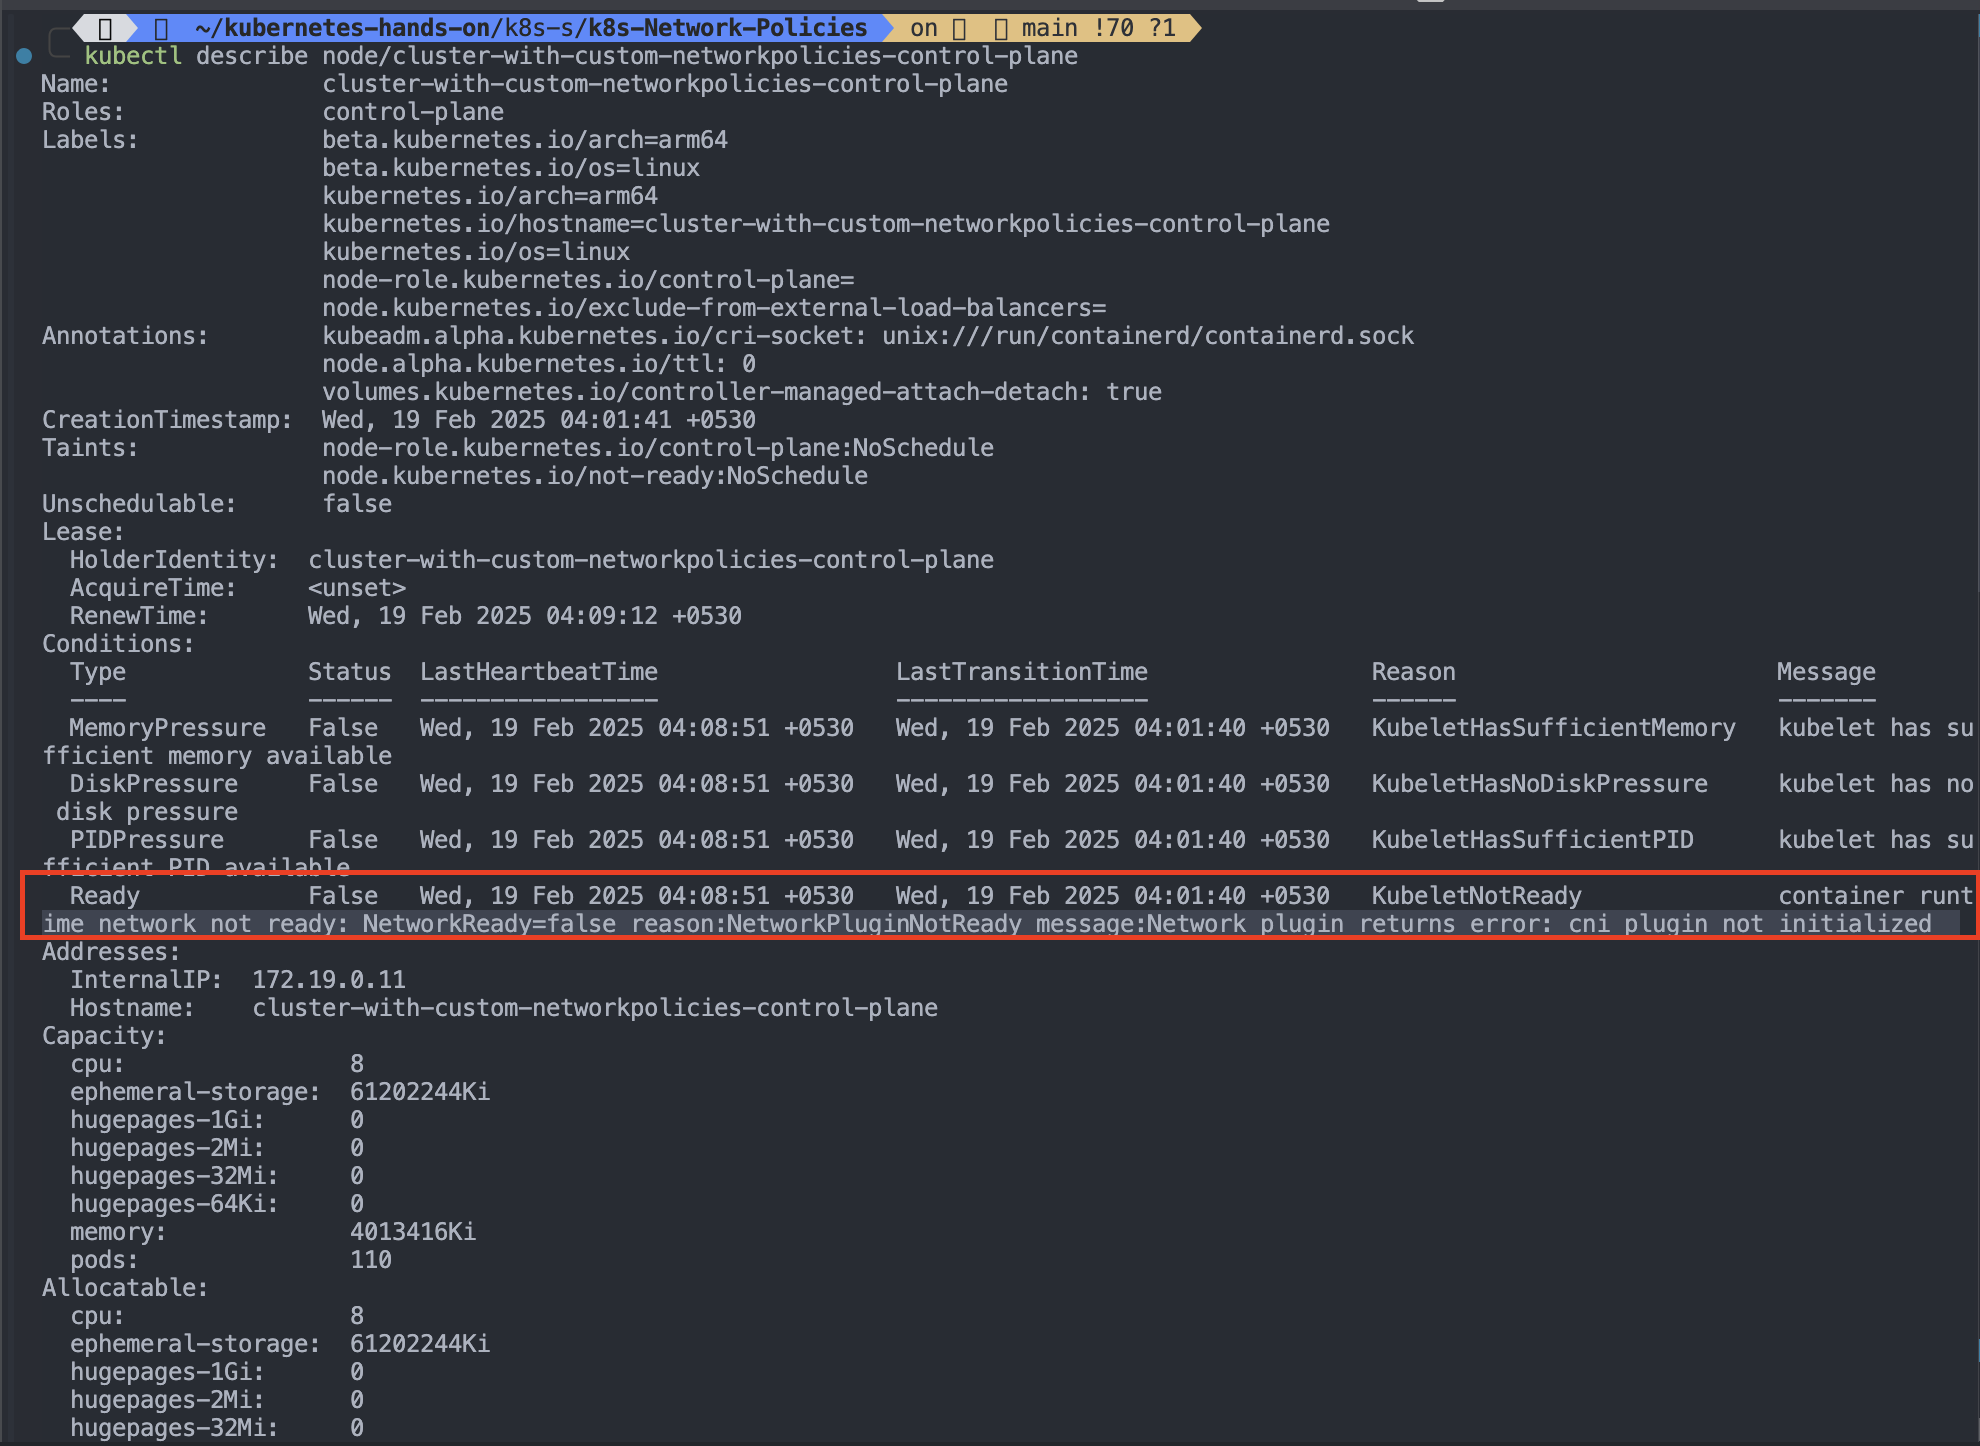 ~/kubernetes-hands-on/k8s-s/k8s-Network-Policies on main !70 ?1
kubectl describe node/cluster-with-custom-networkpolicies-control-plane
Name: cluster-with-custom-networkpolicies-control-plane
Roles: control-plane
Labels: beta.kubernetes.io/arch=arm64
beta.kubernetes.io/os=linux
kubernetes.io/arch=arm64
kubernetes.io/hostname=cluster-with-custom-networkpolicies-control-plane
kubernetes.io/os=linux
node-role.kubernetes.io/control-plane=
node.kubernetes.io/exclude-from-external-load-balancers=
Annotations: kubeadm.alpha.kubernetes.io/cri-socket: unix:///run/containerd/containerd.sock
node.alpha.kubernetes.io/ttl: 0
volumes.kubernetes.io/controller-managed-attach-detach: true
CreationTimestamp: Wed, 19 Feb 2025 04:01:41 +0530
Taints: node-role.kubernetes.io/control-plane:NoSchedule
node.kubernetes.io/not-ready:NoSchedule
Unschedulable: false
Lease:
HolderIdentity: cluster-with-custom-networkpolicies-control-plane
AcquireTime: <unset>
RenewTime: Wed, 19 Feb 2025 04:09:12 +0530
Conditions:
Type Status LastHeartbeatTime LastTransitionTime Reason Message
---- ------ ----------------- ------------------ ------ -------
MemoryPressure False Wed, 19 Feb 2025 04:08:51 +0530 Wed, 19 Feb 2025 04:01:40 +0530 KubeletHasSufficientMemory kubelet has su
fficient memory available
DiskPressure False Wed, 19 Feb 2025 04:08:51 +0530 Wed, 19 Feb 2025 04:01:40 +0530 KubeletHasNoDiskPressure kubelet has no
disk pressure
PIDPressure False Wed, 19 Feb 2025 04:08:51 +0530 Wed, 19 Feb 2025 04:01:40 +0530 KubeletHasSufficientPID kubelet has su
fficient PID available
Ready False Wed, 19 Feb 2025 04:08:51 +0530 Wed, 19 Feb 2025 04:01:40 +0530 KubeletNotReady container runt
ime network not ready: NetworkReady=false reason:NetworkPluginNotReady message:Network plugin returns error: cni plugin not initialized
Addresses:
InternalIP: 172.19.0.11
Hostname: cluster-with-custom-networkpolicies-control-plane
Capacity:
cpu: 8
ephemeral-storage: 61202244Ki
hugepages-1Gi: 0
hugepages-2Mi: 0
hugepages-32Mi: 0
hugepages-64Ki: 0
memory: 4013416Ki
pods: 110
Allocatable:
cpu: 8
ephemeral-storage: 61202244Ki
hugepages-1Gi: 0
hugepages-2Mi: 0
hugepages-32Mi: 0